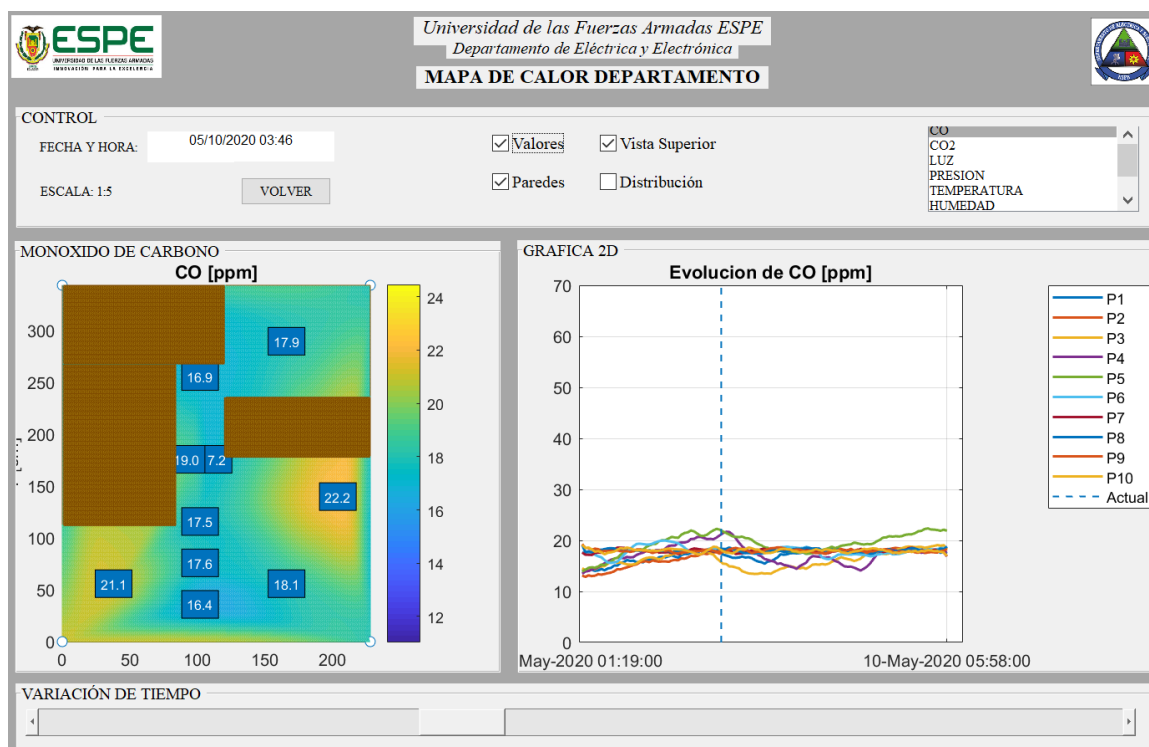 ESPE
UNIVERSIDAD DE LAS FUERZAS ARMADAS
INNOVACIÓN PARA LA EXCELENCIA
Universidad de las Fuerzas Armadas ESPE
Departamento de Eléctrica y Electrónica
MAPA DE CALOR DEPARTAMENTO
CONTROL
FECHA Y HORA: 05/10/2020 03:46
ESCALA: 1:5
VOLVER
Valores
Vista Superior
Paredes
Distribución
CO
CO2
LUZ
PRESION
TEMPERATURA
HUMEDAD
MONOXIDO DE CARBONO
CO [ppm]
300
250
200
150
100
50
0
0 50 100 150 200
17.9
16.9
19.0 7.2
22.2
17.5
17.6
21.1
18.1
16.4
24
22
20
18
16
14
12
GRAFICA 2D
Evolucion de CO [ppm]
70
60
50
40
30
20
10
0
May-2020 01:19:00 10-May-2020 05:58:00
P1
P2
P3
P4
P5
P6
P7
P8
P9
P10
Actual
VARIACIÓN DE TIEMPO